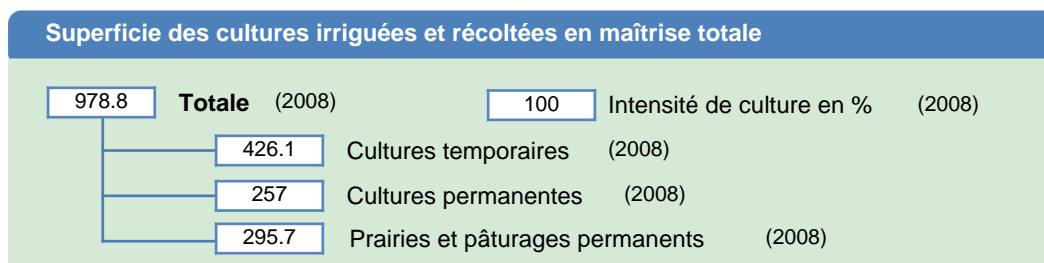 Superficie des cultures irriguées et récoltées en maîtrise totale
978.8 Totale (2008) 100 Intensité de culture en % (2008)
426.1 Cultures temporaires (2008)
257 Cultures permanentes (2008)
295.7 Prairies et pâturages permanents (2008)